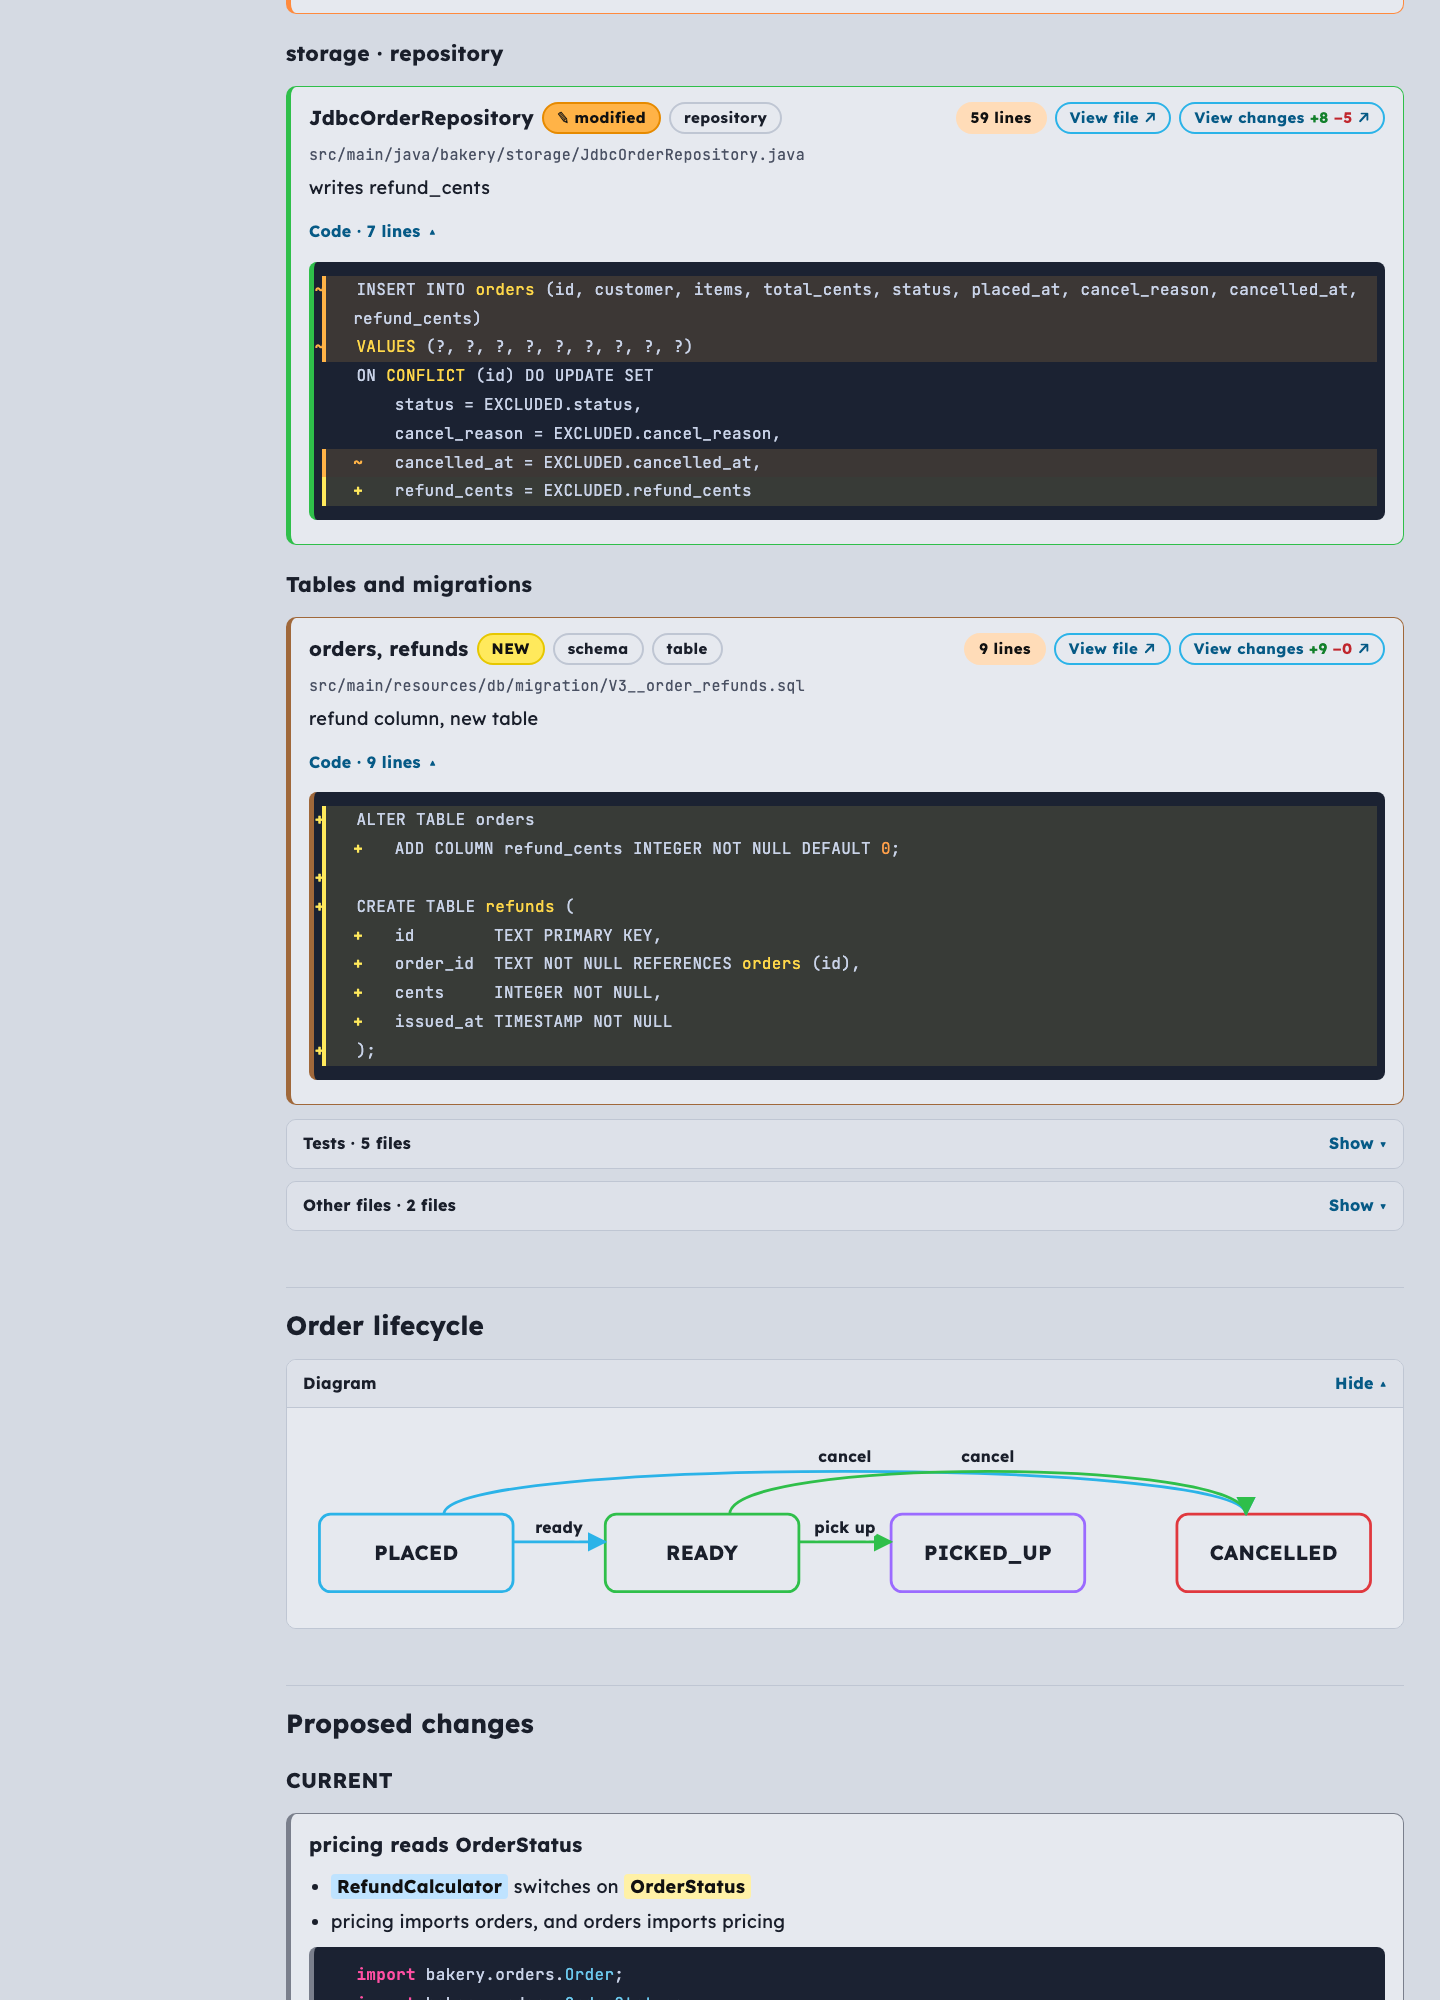 storage · repository
JdbcOrderRepository ✎ modified repository 59 lines View file ↗ View changes +8 −5 ↗
src/main/java/bakery/storage/JdbcOrderRepository.java
writes refund_cents
Code · 7 lines ▴
~ INSERT INTO orders (id, customer, items, total_cents, status, placed_at, cancel_reason, cancelled_at,
refund_cents)
~ VALUES (?, ?, ?, ?, ?, ?, ?, ?, ?)
ON CONFLICT (id) DO UPDATE SET
status = EXCLUDED.status,
cancel_reason = EXCLUDED.cancel_reason,
~ cancelled_at = EXCLUDED.cancelled_at,
+ refund_cents = EXCLUDED.refund_cents
Tables and migrations
orders, refunds NEW schema table 9 lines View file ↗ View changes +9 −0 ↗
src/main/resources/db/migration/V3__order_refunds.sql
refund column, new table
Code · 9 lines ▴
+ ALTER TABLE orders
+ ADD COLUMN refund_cents INTEGER NOT NULL DEFAULT 0;
+
+ CREATE TABLE refunds (
+ id TEXT PRIMARY KEY,
+ order_id TEXT NOT NULL REFERENCES orders (id),
+ cents INTEGER NOT NULL,
+ issued_at TIMESTAMP NOT NULL
+ );
Tests · 5 files Show ▾
Other files · 2 files Show ▾
Order lifecycle
Diagram Hide ▴
cancel cancel
ready pick up
PLACED READY PICKED_UP CANCELLED
Proposed changes
CURRENT
pricing reads OrderStatus
• RefundCalculator switches on OrderStatus
• pricing imports orders, and orders imports pricing
import bakery.orders.Order;